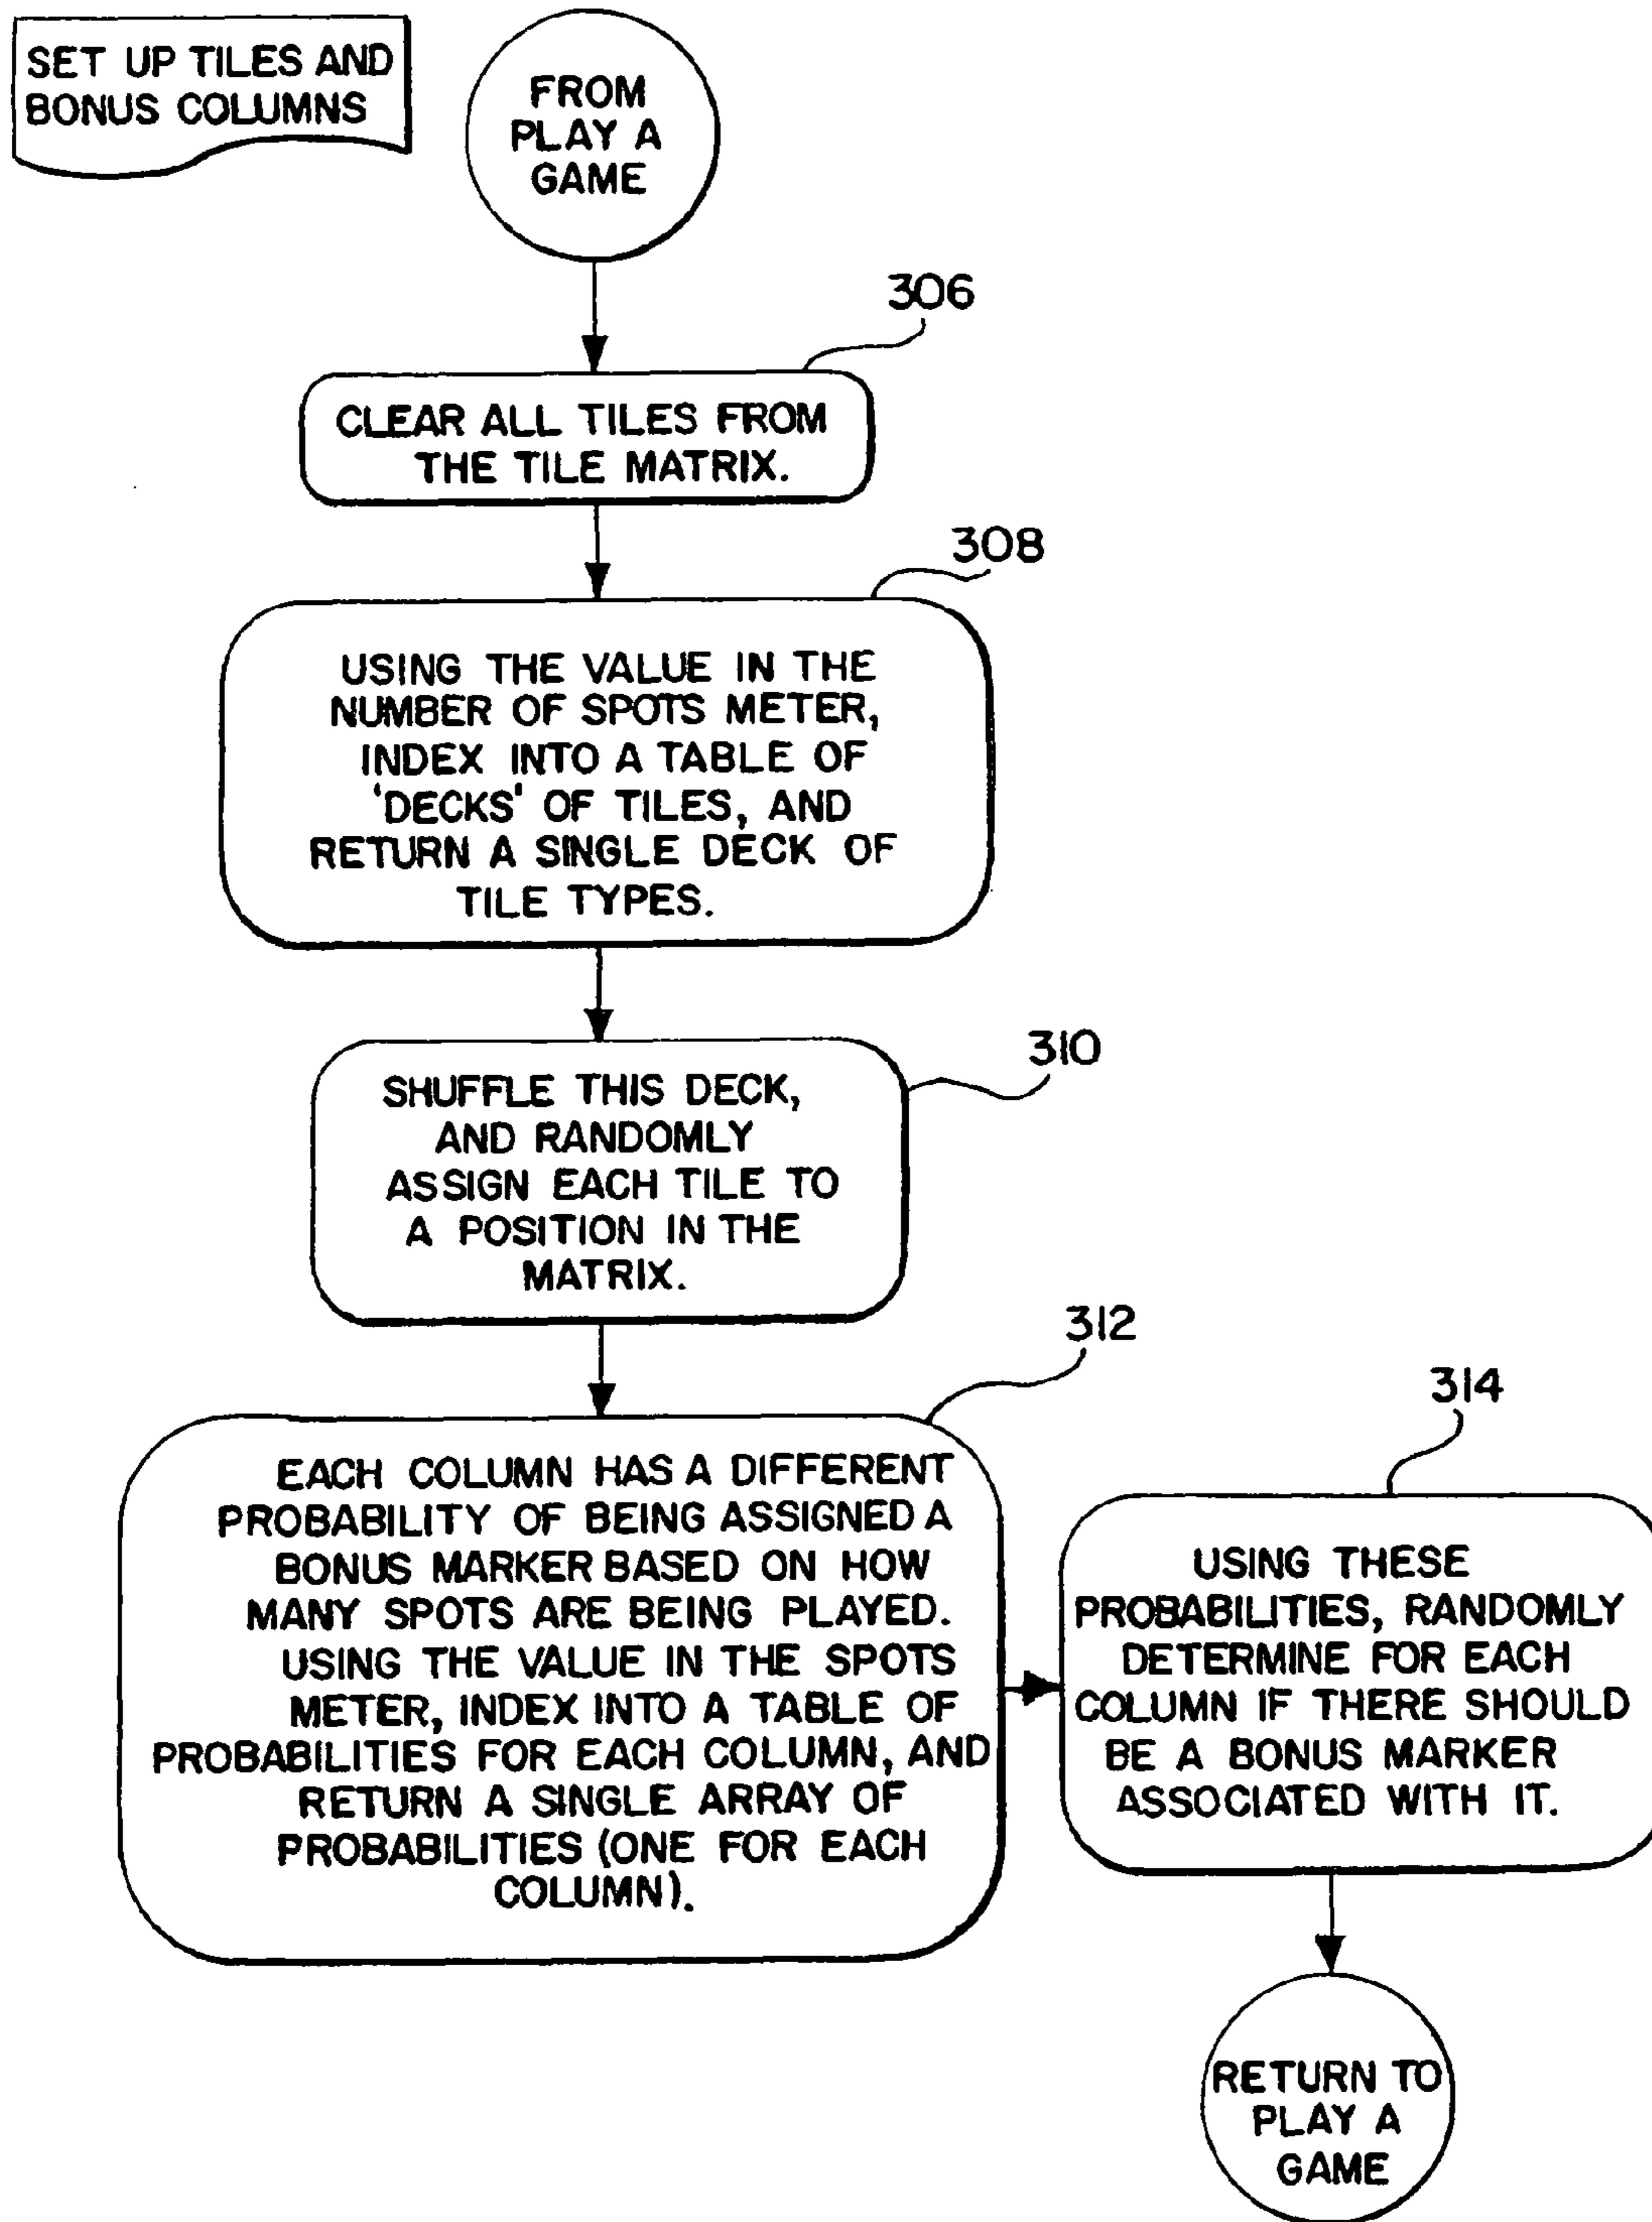 SET UP TILES AND
BONUS COLUMNS
FROM
PLAY A
GAME
306
CLEAR ALL TILES FROM
THE TILE MATRIX.
308
USING THE VALUE IN THE
NUMBER OF SPOTS METER,
INDEX INTO A TABLE OF
'DECKS' OF TILES, AND
RETURN A SINGLE DECK OF
TILE TYPES.
310
SHUFFLE THIS DECK,
AND RANDOMLY
ASSIGN EACH TILE TO
A POSITION IN THE
MATRIX.
312
EACH COLUMN HAS A DIFFERENT
PROBABILITY OF BEING ASSIGNED A
BONUS MARKER BASED ON HOW
MANY SPOTS ARE BEING PLAYED.
USING THE VALUE IN THE SPOTS
METER, INDEX INTO A TABLE OF
PROBABILITIES FOR EACH COLUMN, AND
RETURN A SINGLE ARRAY OF
PROBABILITIES (ONE FOR EACH
COLUMN).
314
USING THESE
PROBABILITIES, RANDOMLY
DETERMINE FOR EACH
COLUMN IF THERE SHOULD
BE A BONUS MARKER
ASSOCIATED WITH IT.
RETURN TO
PLAY A
GAME